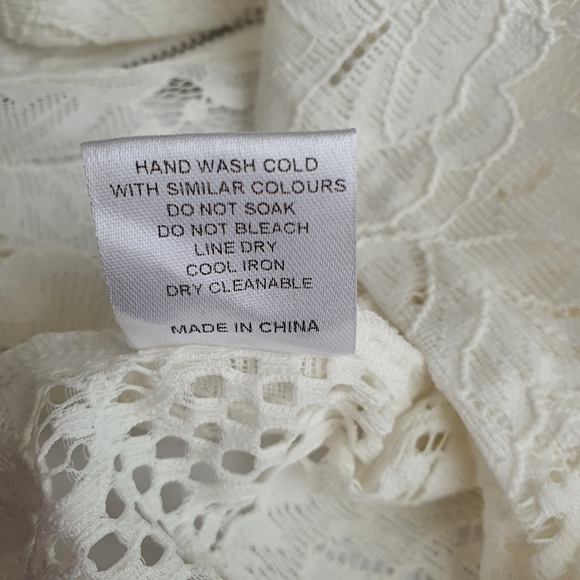 HAND WASH COLD
WITH SIMILAR COLOURS
DO NOT SOAK
DO NOT BLEACH
LINE DRY
COOL IRON
DRY CLEANABLE
MADE IN CHINA